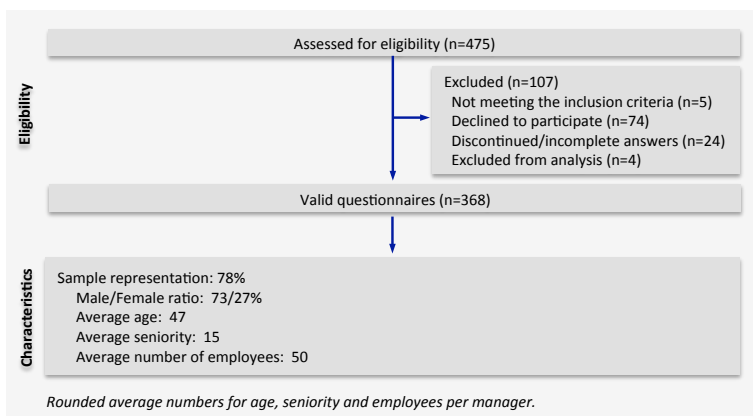 Assessed for eligibility (n=475)
Eligibility
Excluded (n=107)
Not meeting the inclusion criteria (n=5)
Declined to participate (n=74)
Discontinued/incomplete answers (n=24)
Excluded from analysis (n=4)
Valid questionnaires (n=368)
Characteristics
Sample representation: 78%
Male/Female ratio: 73/27%
Average age: 47
Average seniority: 15
Average number of employees: 50
Rounded average numbers for age, seniority and employees per manager.